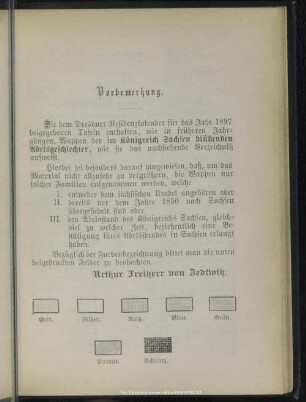 Vorbemerkung.
Die dem Dresdner Residenzkalender für das Jahr 1897
beigegebenen Tafeln enthalten, wie in früheren Jahr-
gängen, Wappen der im Königreich Sachsen blühenden
Adelsgeschlechter, wie sie das nachstehende Verzeichniß
aufweist.
Hierbei sei besonders darauf hingewiesen, daß, um das
Material nicht allzusehr zu vergrößern, die Wappen nur
solcher Familien aufgenommen werden, welche
I. entweder dem sächsischen Uradel angehören oder
II. bereits vor dem Jahre 1850 nach Sachsen
übergesiedelt sind oder
III. den Adelsstand des Königreichs Sachsen, gleich-
viel zu welcher Zeit, beziehentlich eine Be-
stätigung ihres Adelsstandes in Sachsen erlangt
haben.
Bezüglich der Farbenbezeichnung bittet man die unten
beigedruckten Felder zu beobachten.
Arthur Freiherr von Zedtwitz.
Gold. Silber. Roth. Blau. Grün.
Purpur. Schwarz.